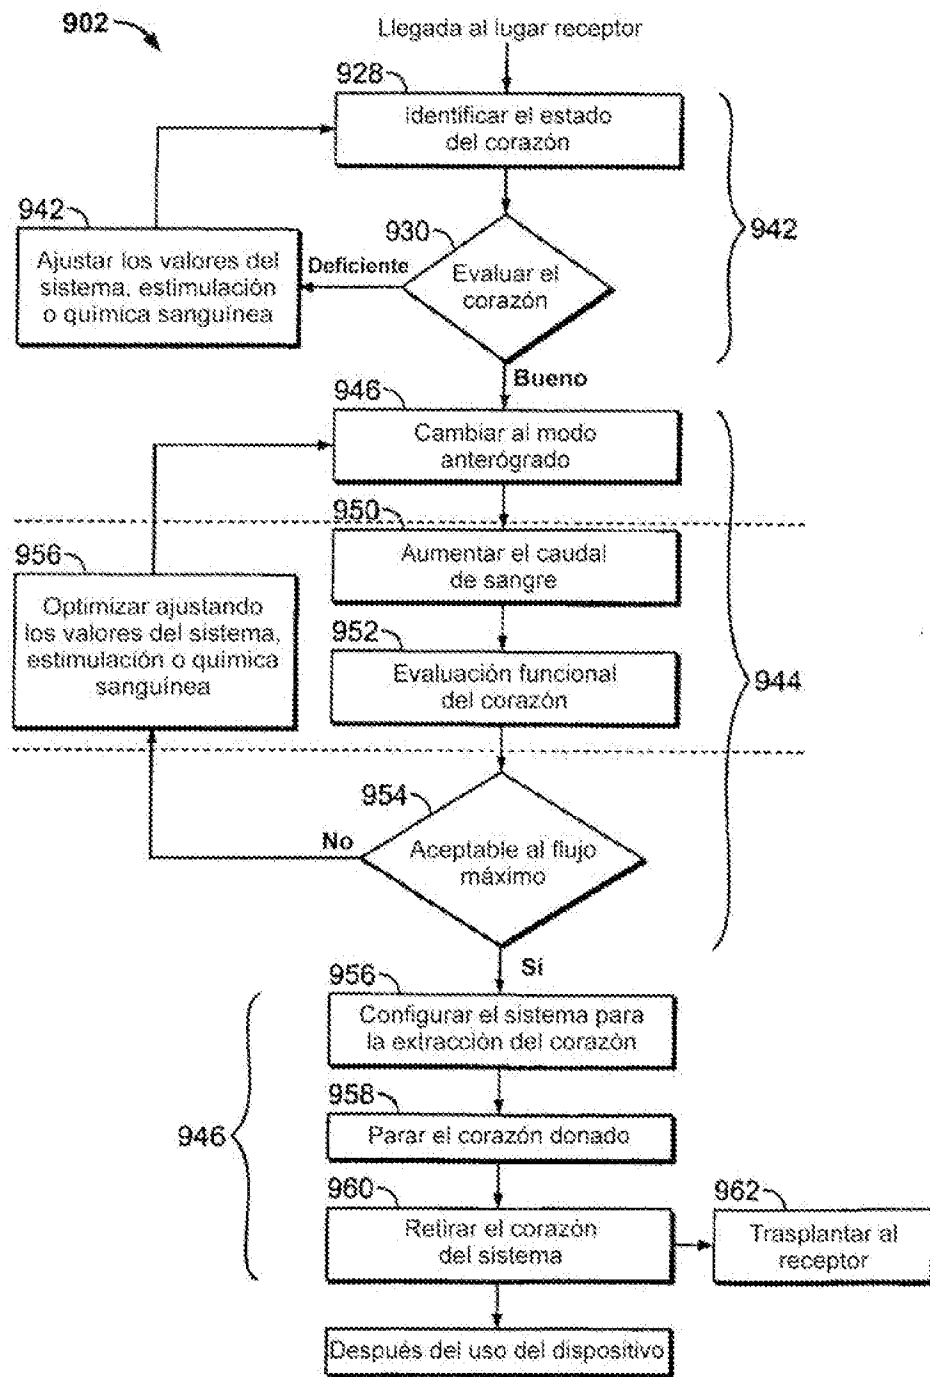 902
Llegada al lugar receptor
928
Identificar el estado
del corazón
942
Ajustar los valores del
sistema, estimulación
o química sanguínea
Deficiente
930
Evaluar el
corazón
942
Bueno
946
Cambiar al modo
anterógrado
950
Aumentar el caudal
de sangre
956
Optimizar ajustando
los valores del sistema,
estimulación o química
sanguínea
952
Evaluación funcional
del corazón
944
954
No
Aceptable al flujo
máximo
Sí
956
Configurar el sistema para
la extracción del corazón
958
Parar el corazón donado
946
960
Retirar el corazón
del sistema
962
Trasplantar al
receptor
Después del uso del dispositivo